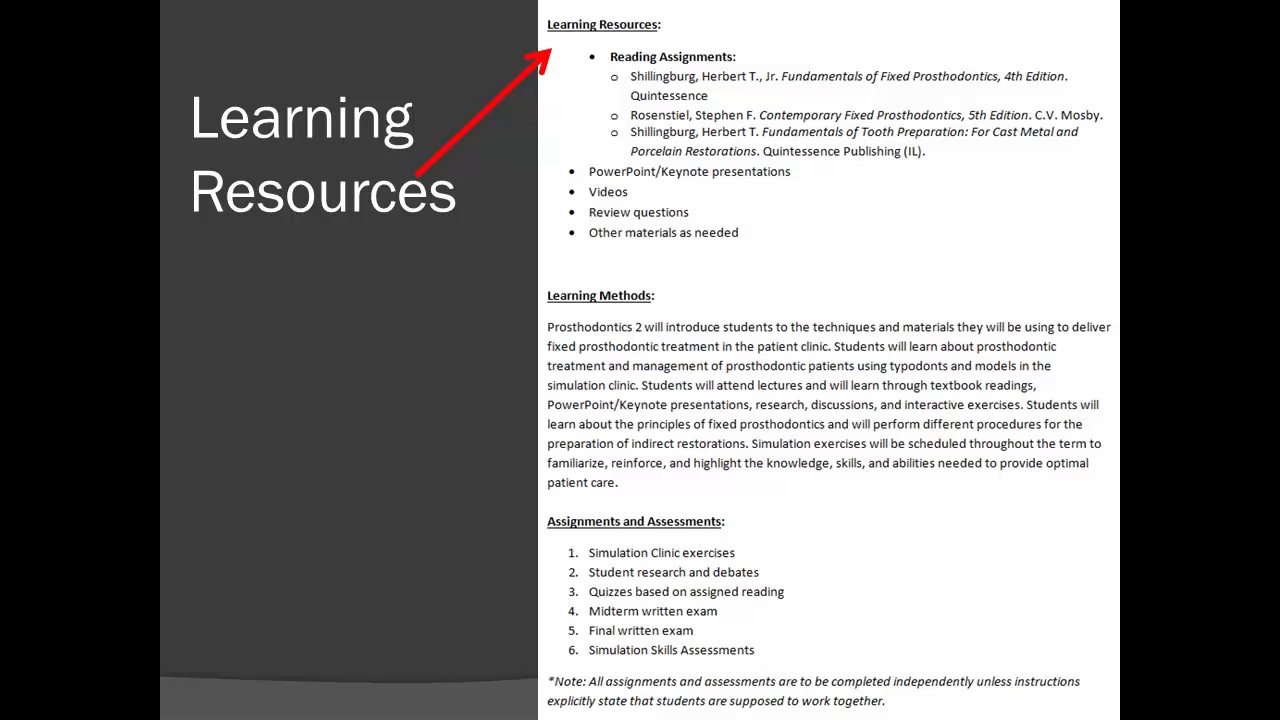 Learning
Resources
Learning Resources:
• Reading Assignments:
o Shillingburg, Herbert T., Jr. Fundamentals of Fixed Prosthodontics, 4th Edition.
Quintessence
o Rosenstiel, Stephen F. Contemporary Fixed Prosthodontics, 5th Edition. C.V. Mosby.
o Shillingburg, Herbert T. Fundamentals of Tooth Preparation: For Cast Metal and
Porcelain Restorations. Quintessence Publishing (IL).
• PowerPoint/Keynote presentations
• Videos
• Review questions
• Other materials as needed
Learning Methods:
Prosthodontics 2 will introduce students to the techniques and materials they will be using to deliver
fixed prosthodontic treatment in the patient clinic. Students will learn about prosthodontic
treatment and management of prosthodontic patients using typodonts and models in the
simulation clinic. Students will attend lectures and will learn through textbook readings,
PowerPoint/Keynote presentations, research, discussions, and interactive exercises. Students will
learn about the principles of fixed prosthodontics and will perform different procedures for the
preparation of indirect restorations. Simulation exercises will be scheduled throughout the term to
familiarize, reinforce, and highlight the knowledge, skills, and abilities needed to provide optimal
patient care.
Assignments and Assessments:
1. Simulation Clinic exercises
2. Student research and debates
3. Quizzes based on assigned reading
4. Midterm written exam
5. Final written exam
6. Simulation Skills Assessments
*Note: All assignments and assessments are to be completed independently unless instructions
explicitly state that students are supposed to work together.